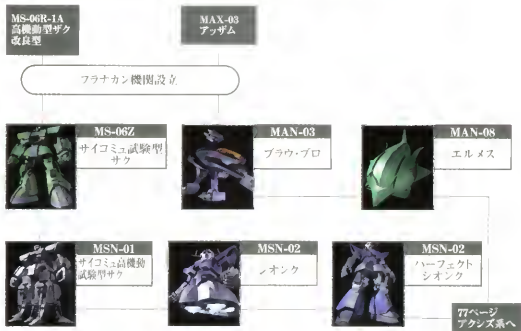 MS-06R-1A
高機動型ザク
改良型
MAX-03
アッザム
フラナカン機関設立
MS-06Z
サイコミュ試験型
ザク
MAN-03
ブラウ・ブロ
MAN-08
エルメス
MSN-01
サイコミュ高機動
試験型ザク
MSN-02
ジオング
MSN-02
パーフェクト
ジオング
77ページ
アクシズ系へ